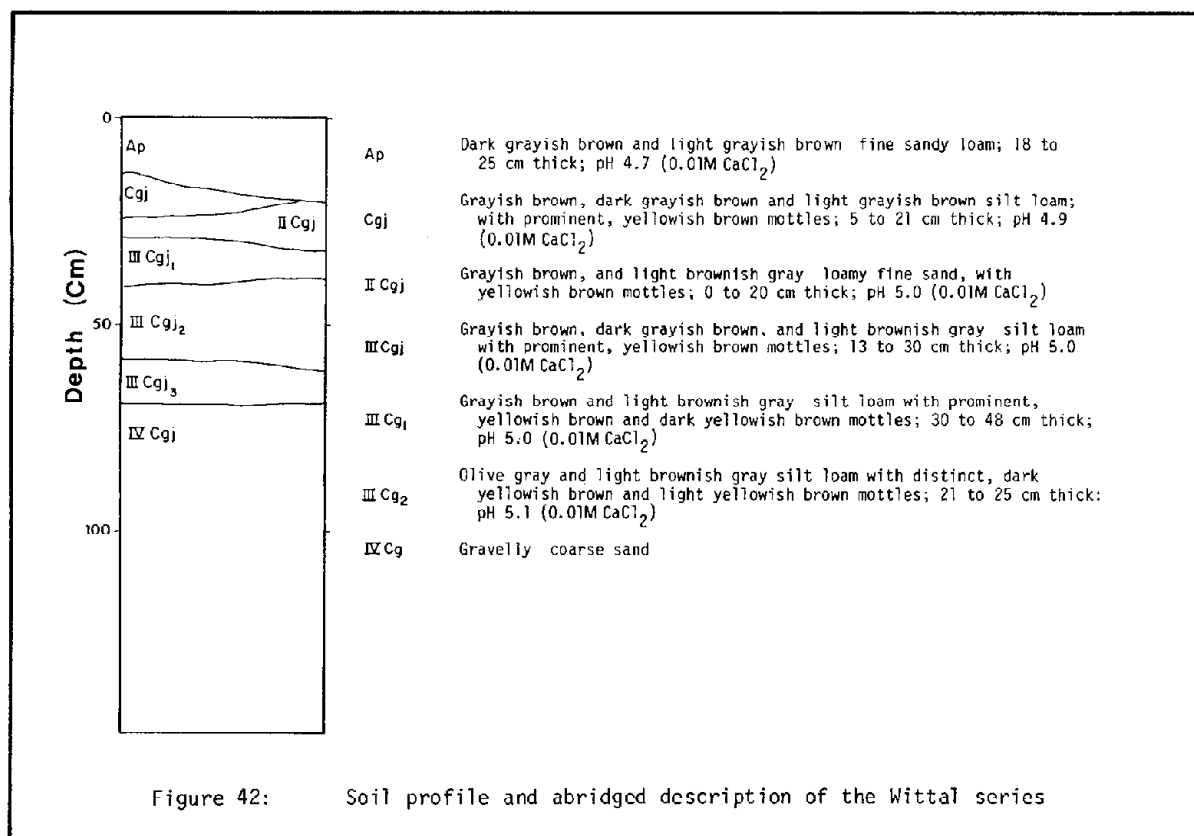 0
Ap
Cgj
II Cgj
III Cgj₁
50
III Cgj₂
III Cgj₃
IV Cgj
100
Depth (Cm)
Ap Dark grayish brown and light grayish brown fine sandy loam; 18 to
25 cm thick; pH 4.7 (0.01M CaCl₂)
Cgj Grayish brown, dark grayish brown and light grayish brown silt loam;
with prominent, yellowish brown mottles; 5 to 21 cm thick; pH 4.9
(0.01M CaCl₂)
II Cgj Grayish brown, and light brownish gray loamy fine sand, with
yellowish brown mottles; 0 to 20 cm thick; pH 5.0 (0.01M CaCl₂)
III Cgj Grayish brown, dark grayish brown, and light brownish gray silt loam
with prominent, yellowish brown mottles; 13 to 30 cm thick; pH 5.0
(0.01M CaCl₂)
III Cg₁ Grayish brown and light brownish gray silt loam with prominent,
yellowish brown and dark yellowish brown mottles; 30 to 48 cm thick;
pH 5.0 (0.01M CaCl₂)
III Cg₂ Olive gray and light brownish gray silt loam with distinct, dark
yellowish brown and light yellowish brown mottles; 21 to 25 cm thick:
pH 5.1 (0.01M CaCl₂)
IV Cg Gravelly coarse sand
Figure 42: Soil profile and abridged description of the Wittal series